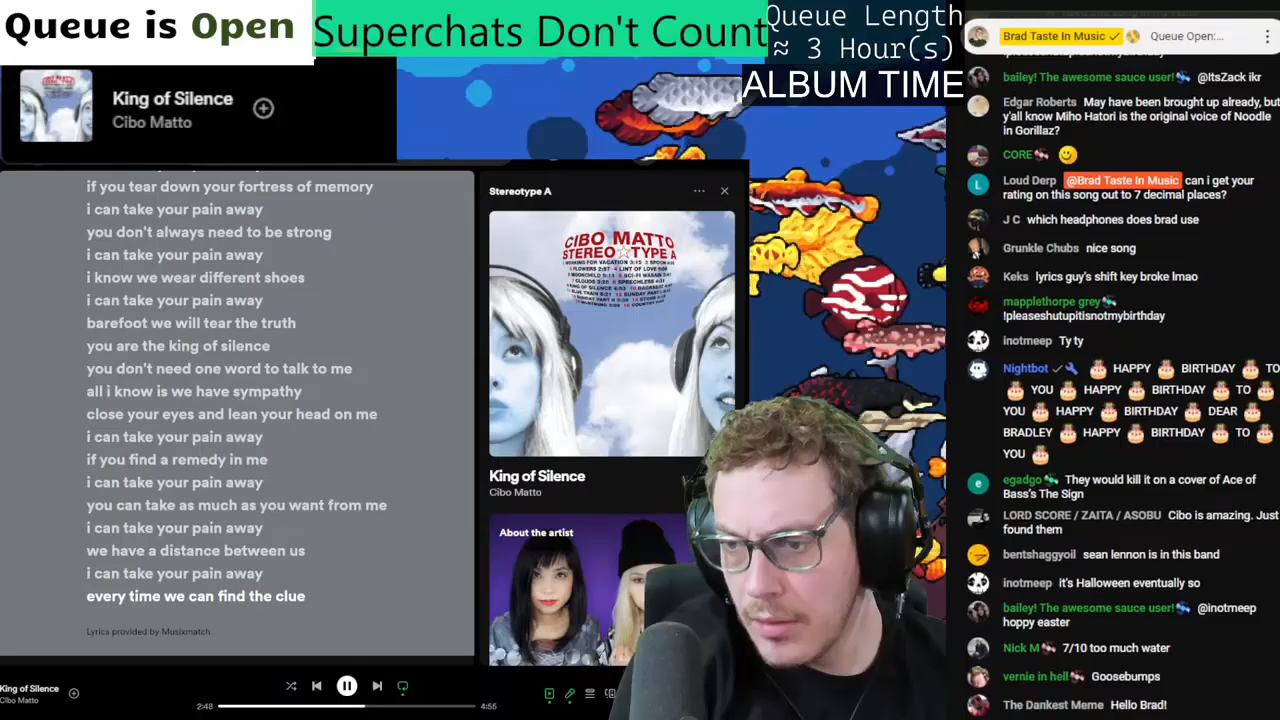 Queue is Open
Superchats Don't Count
Queue Length
≈ 3 Hour(s)
ALBUM TIME
King of Silence
Cibo Matto
if you tear down your fortress of memory
i can take your pain away
you don't always need to be strong
i can take your pain away
i know we wear different shoes
i can take your pain away
barefoot we will tear the truth
you are the king of silence
you don't need one word to talk to me
all i know is we have sympathy
close your eyes and lean your head on me
i can take your pain away
if you find a remedy in me
i can take your pain away
you can take as much as you want from me
i can take your pain away
we have a distance between us
i can take your pain away
every time we can find the clue
Lyrics provided by Musixmatch
Stereotype A
CIBO MATTO
STEREO★TYPE A
King of Silence
Cibo Matto
About the artist
King of Silence
Cibo Matto
2:48
4:55
Brad Taste In Music
Queue Open:...
!pleaseshutupitisnotmybirthday
bailey! The awesome sauce user! @ItsZack ikr
Edgar Roberts May have been brought up already, but
y'all know Miho Hatori is the original voice of Noodle
in Gorillaz?
CORE
Loud Derp @Brad Taste In Music can i get your
rating on this song out to 7 decimal places?
J C which headphones does brad use
Grunkle Chubs nice song
Keks lyrics guy's shift key broke lmao
mapplethorpe grey
!pleaseshutupitisnotmybirthday
inotmeep Ty ty
Nightbot 🎂 HAPPY 🎂 BIRTHDAY 🎂 TO
🎂 YOU 🎂 HAPPY 🎂 BIRTHDAY 🎂 TO 🎂
YOU 🎂 HAPPY 🎂 BIRTHDAY 🎂 DEAR 🎂
BRADLEY 🎂 HAPPY 🎂 BIRTHDAY 🎂 TO 🎂
YOU 🎂
egadgo They would kill it on a cover of Ace of
Bass's The Sign
LORD SCORE / ZAITA / ASOBU Cibo is amazing. Just
found them
bentshaggyoil sean lennon is in this band
inotmeep it's Halloween eventually so
bailey! The awesome sauce user! @inotmeep
hoppy easter
Nick M 7/10 too much water
vernie in hell Goosebumps
The Dankest Meme Hello Brad!